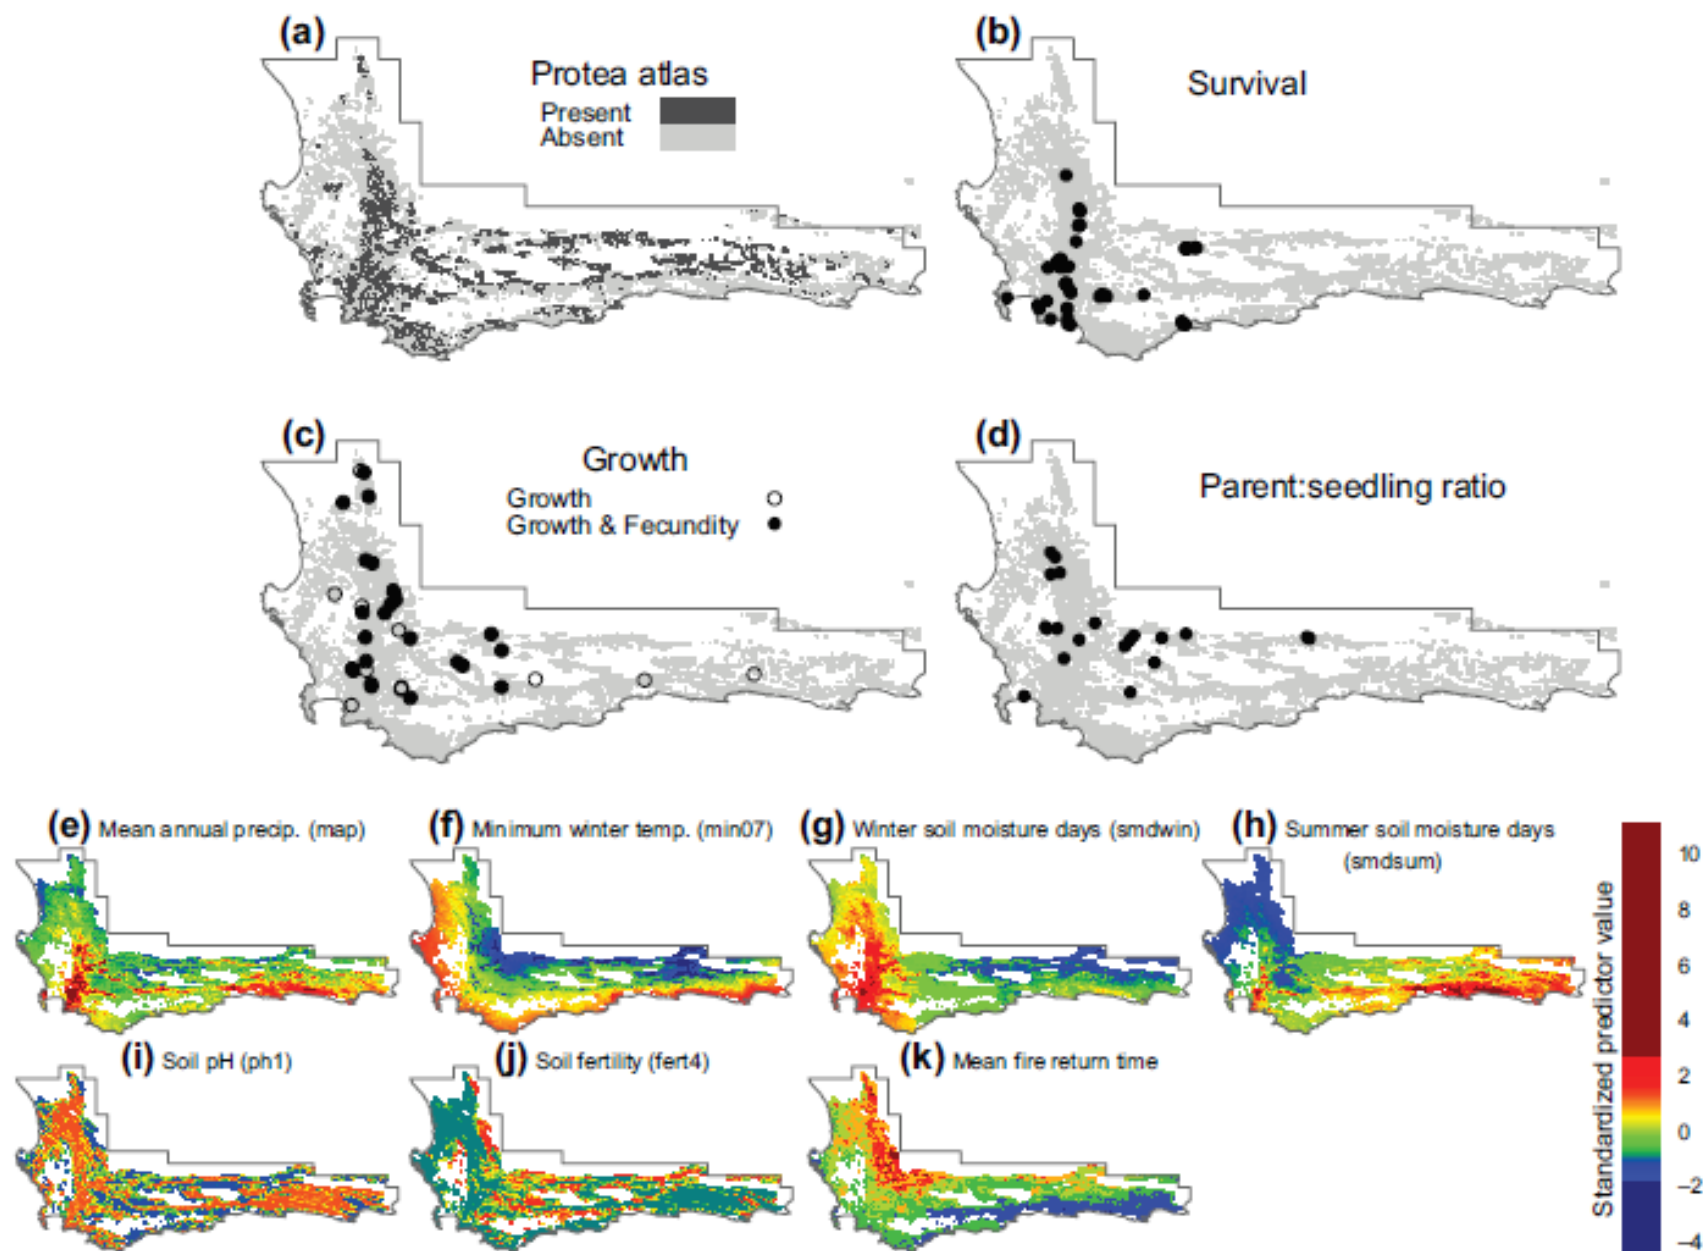 (a)
Protea atlas
Present
Absent
(b)
Survival
(c)
Growth
Growth
Growth & Fecundity
(d)
Parent:seedling ratio
(e) Mean annual precip. (map)
(f) Minimum winter temp. (min07)
(g) Winter soil moisture days (smdwin)
(h) Summer soil moisture days
(smdsum)
(i) Soil pH (ph1)
(j) Soil fertility (fert4)
(k) Mean fire return time
Standardized predictor value
10
8
6
4
2
0
–2
–4